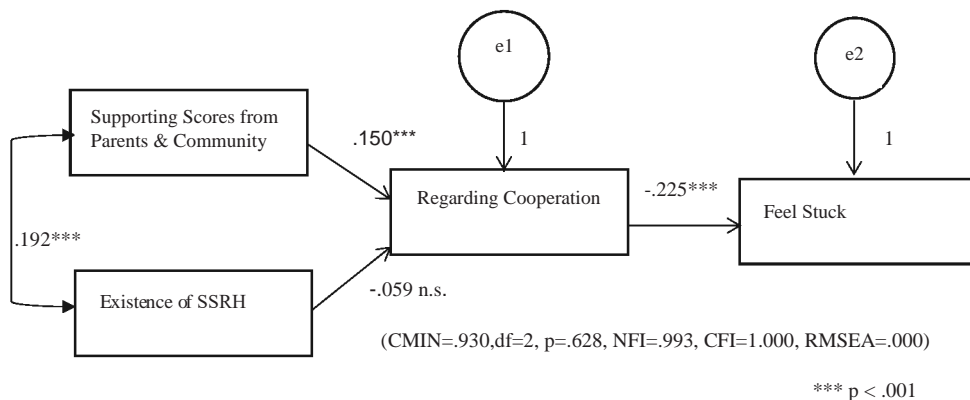 e1
e2
Supporting Scores from
Parents & Community
.150***
1
1
Regarding Cooperation
-.225***
Feel Stuck
.192***
Existence of SSRH
-.059 n.s.
(CMIN=.930,df=2, p=.628, NFI=.993, CFI=1.000, RMSEA=.000)
*** p < .001